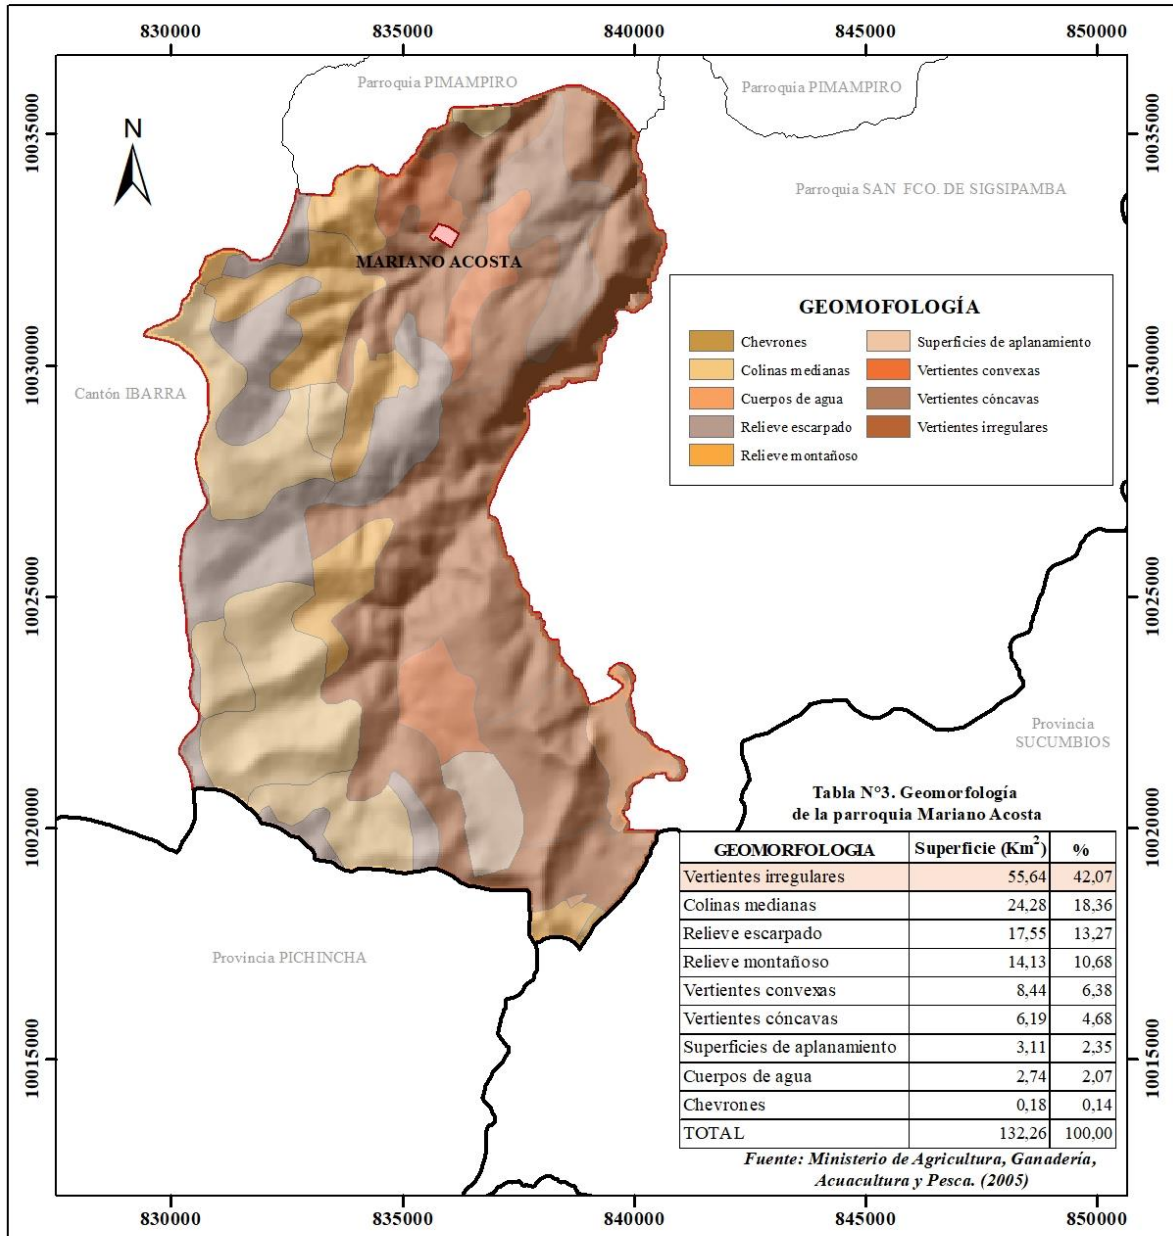 830000 835000 840000 845000 850000
10035000
10035000
Parroquia PIMAMPIRO
Parroquia PIMAMPIRO
N
Parroquia SAN FCO. DE SIGSIPAMBA
MARIANO ACOSTA
GEOMOFOLOGÍA
Chevrones
Colinas medianas
Cuerpos de agua
Relieve escarpado
Relieve montañoso
Superficies de aplanamiento
Vertientes convexas
Vertientes cóncavas
Vertientes irregulares
10030000
10030000
Cantón IBARRA
10025000
10025000
Provincia
SUCUMBIOS
10020000
10020000
Provincia PICHINCHA
Tabla N°3. Geomorfología
de la parroquia Mariano Acosta
GEOMORFOLOGIA Superficie (Km²) %
Vertientes irregulares 55,64 42,07
Colinas medianas 24,28 18,36
Relieve escarpado 17,55 13,27
Relieve montañoso 14,13 10,68
Vertientes convexas 8,44 6,38
Vertientes cóncavas 6,19 4,68
Superficies de aplanamiento 3,11 2,35
Cuerpos de agua 2,74 2,07
Chevrones 0,18 0,14
TOTAL 132,26 100,00
Fuente: Ministerio de Agricultura, Ganadería,
Acuacultura y Pesca. (2005)
10015000
10015000
830000 835000 840000 845000 850000